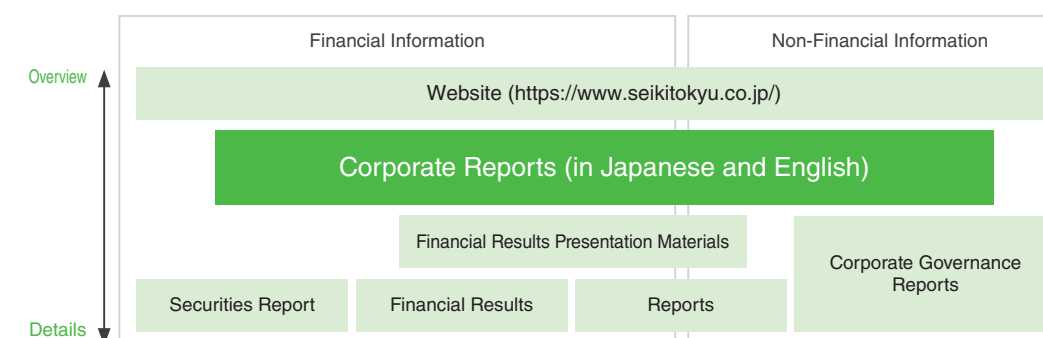 Financial Information
Non-Financial Information
Overview
Website (https://www.seikitokyu.co.jp/)
Corporate Reports (in Japanese and English)
Financial Results Presentation Materials
Corporate Governance
Reports
Securities Report
Financial Results
Reports
Details